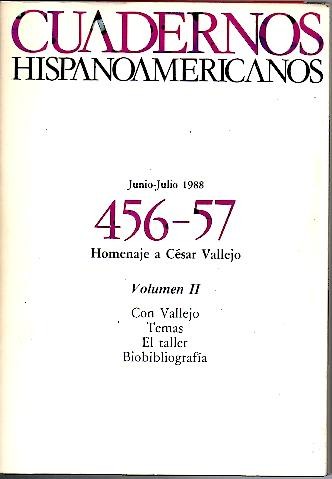 CUADERNOS
HISPANOAMERICANOS
Junio-Julio 1988
456-57
Homenaje a César Vallejo
Volumen II
Con Vallejo
Temas
El taller
Biobibliografía